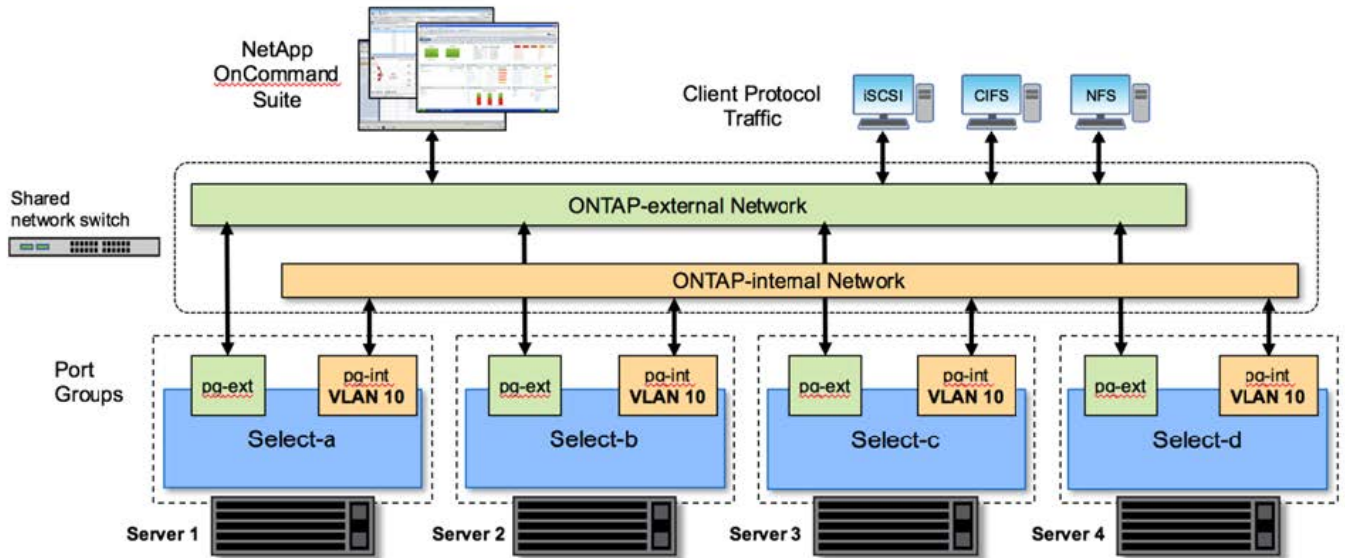 NetApp
OnCommand
Suite
Client Protocol
Traffic
iSCSI
CIFS
NFS
Shared
network switch
ONTAP-external Network
ONTAP-internal Network
Port
Groups
pg-ext
pg-int
VLAN 10
Select-a
pg-ext
pg-int
VLAN 10
Select-b
pg-ext
pg-int
VLAN 10
Select-c
pg-ext
pg-int
VLAN 10
Select-d
Server 1
Server 2
Server 3
Server 4